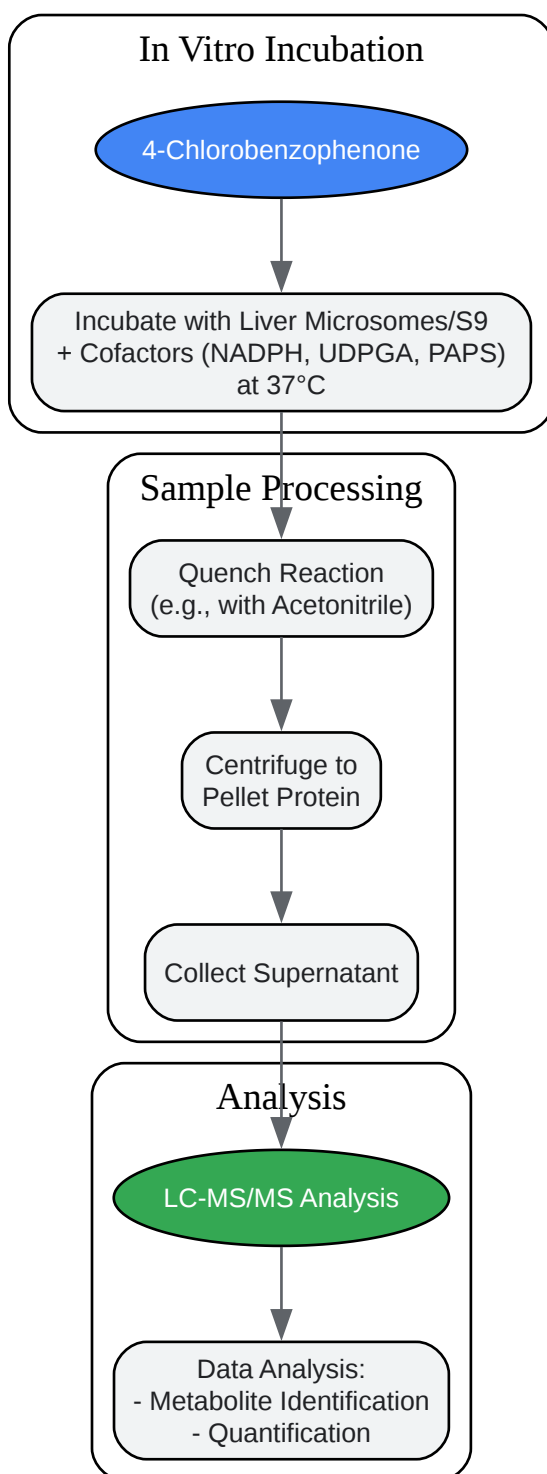 In Vitro Incubation
4-Chlorobenzophenone
Incubate with Liver Microsomes/S9
+ Cofactors (NADPH, UDPGA, PAPS)
at 37°C
Sample Processing
Quench Reaction
(e.g., with Acetonitrile)
Centrifuge to
Pellet Protein
Collect Supernatant
Analysis
LC-MS/MS Analysis
Data Analysis:
- Metabolite Identification
- Quantification